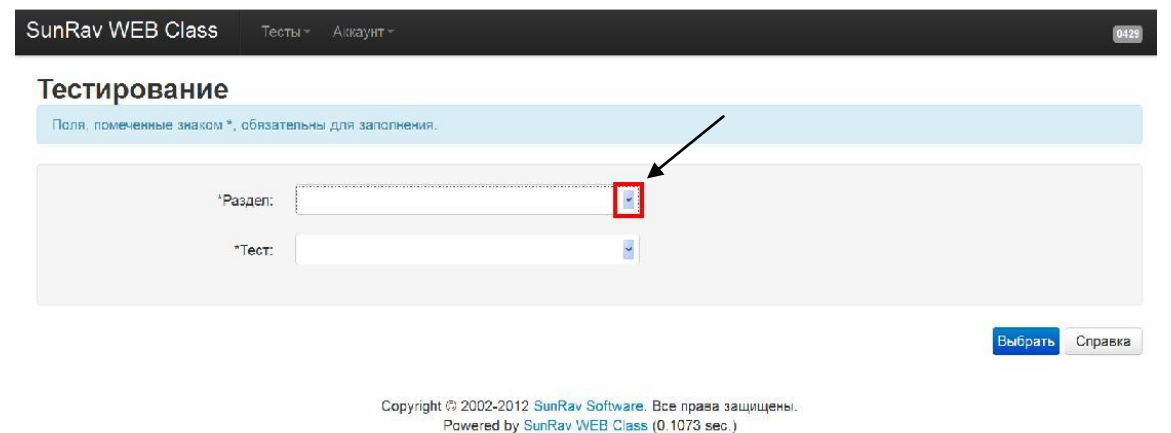 SunRav WEB Class Тесты Аккаунт 0429
Тестирование
Поля, помеченные знаком *, обязательны для заполнения.
*Раздел:
*Тест:
Выбрать Справка
Copyright © 2002-2012 SunRav Software. Все права защищены.
Powered by SunRav WEB Class (0.1073 sec.)